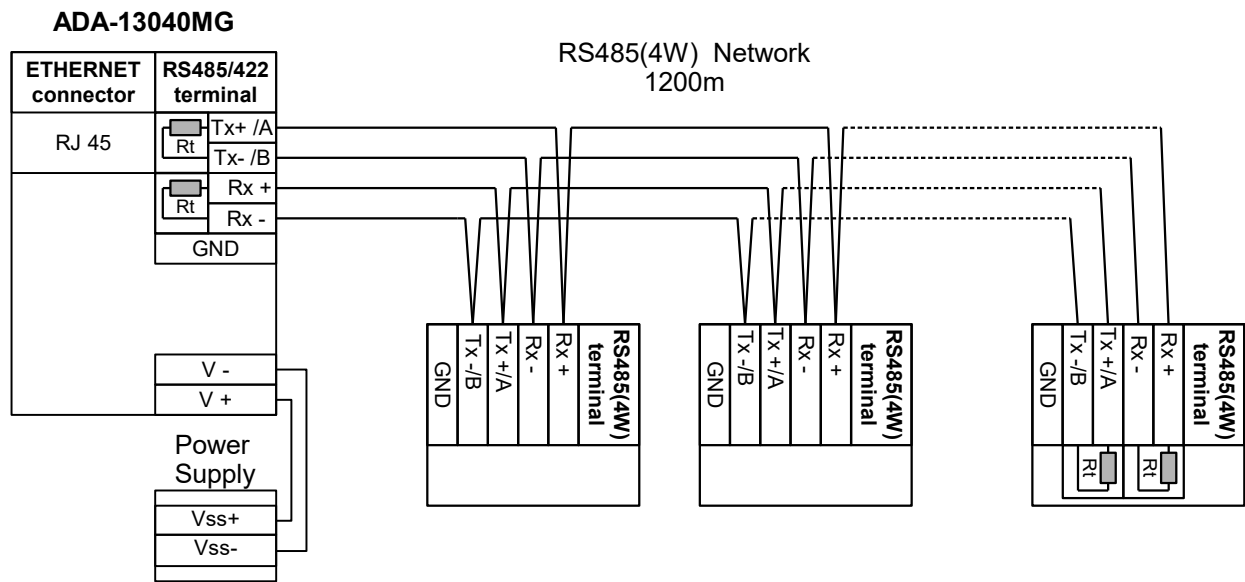 ADA-13040MG
RS485(4W) Network
1200m
ETHERNET
connector
RS485/422
terminal
RJ 45
Rt
Tx+ /A
Tx- /B
Rt
Rx +
Rx -
GND
V -
V +
Power
Supply
Vss+
Vss-
GND
Tx -/B
Tx +/A
Rx -
Rx +
RS485(4W)
terminal
GND
Tx -/B
Tx +/A
Rx -
Rx +
RS485(4W)
terminal
GND
Tx -/B
Tx +/A
Rx -
Rx +
RS485(4W)
terminal
Rt
Rt